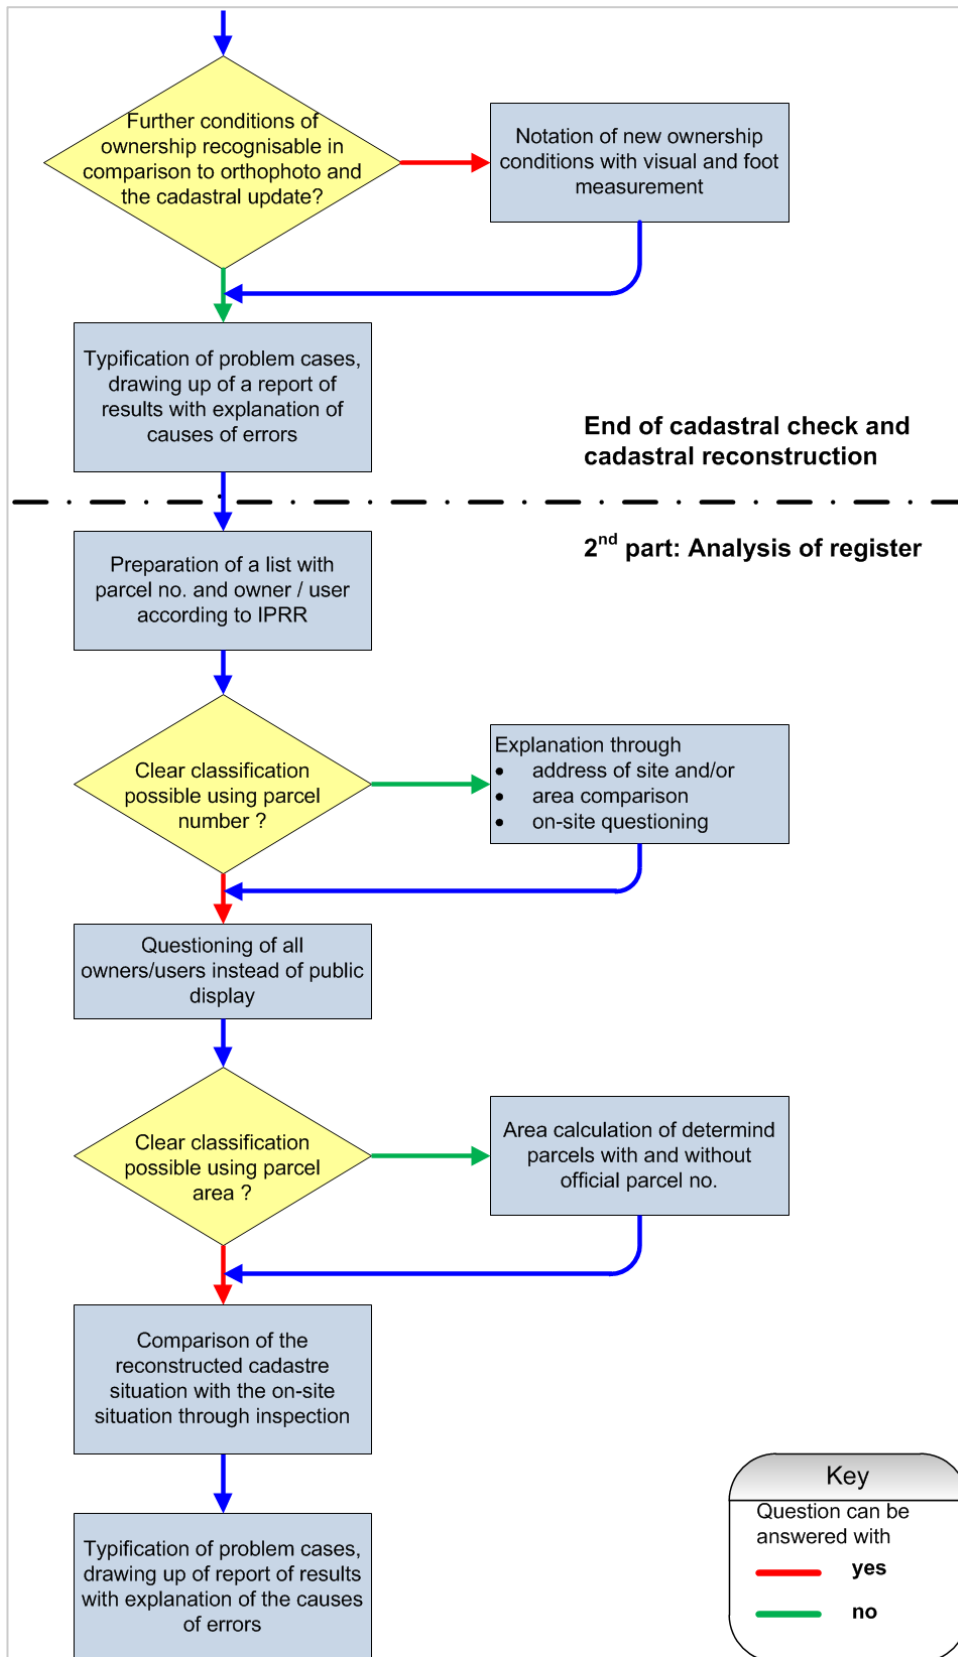 Further conditions of
ownership recognisable in
comparison to orthophoto and
the cadastral update?
Notation of new ownership
conditions with visual and foot
measurement
Typification of problem cases,
drawing up of a report of
results with explanation of
causes of errors
End of cadastral check and
cadastral reconstruction
2nd part: Analysis of register
Preparation of a list with
parcel no. and owner / user
according to IPRR
Clear classification
possible using parcel
number ?
Explanation through
• address of site and/or
• area comparison
• on-site questioning
Questioning of all
owners/users instead of public
display
Clear classification
possible using parcel
area ?
Area calculation of determind
parcels with and without
official parcel no.
Comparison of the
reconstructed cadastre
situation with the on-site
situation through inspection
Typification of problem cases,
drawing up of report of results
with explanation of the causes
of errors
Key
Question can be
answered with
yes
no